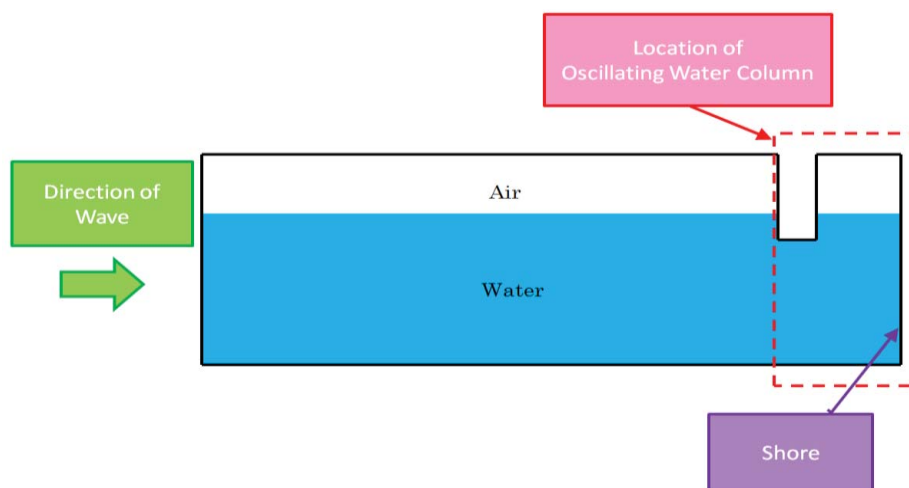 Location of
Oscillating Water Column
Direction of
Wave
Air
Water
Shore